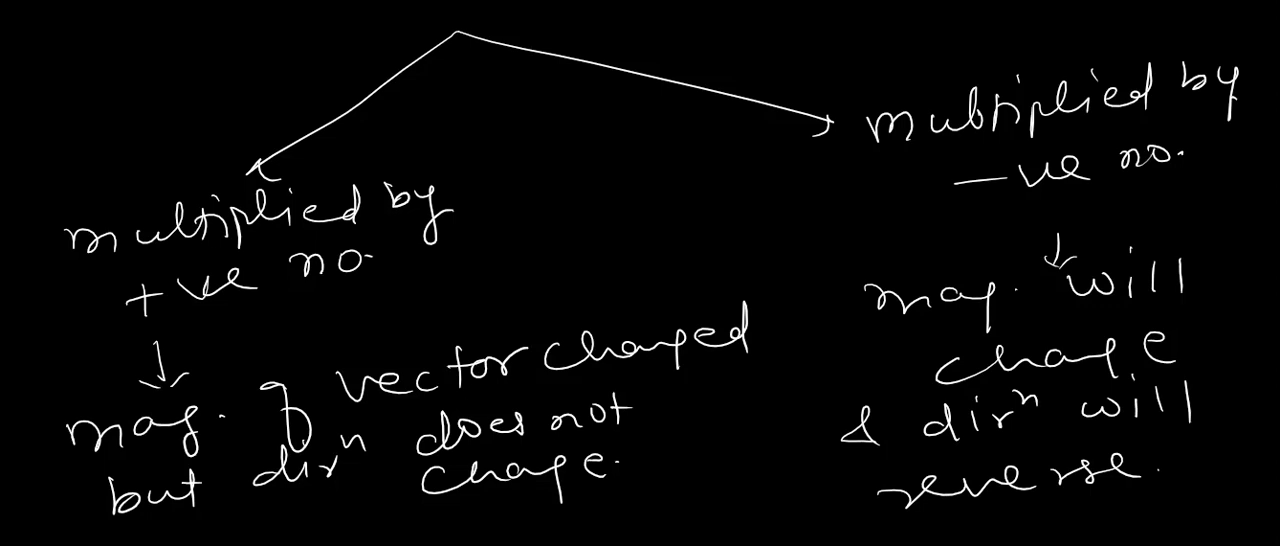 multiplied by
+ve no.
mag. of vector changed
but dirⁿ does not
change.
multiplied by
-ve no.
mag. will
change
& dirⁿ will
reverse.